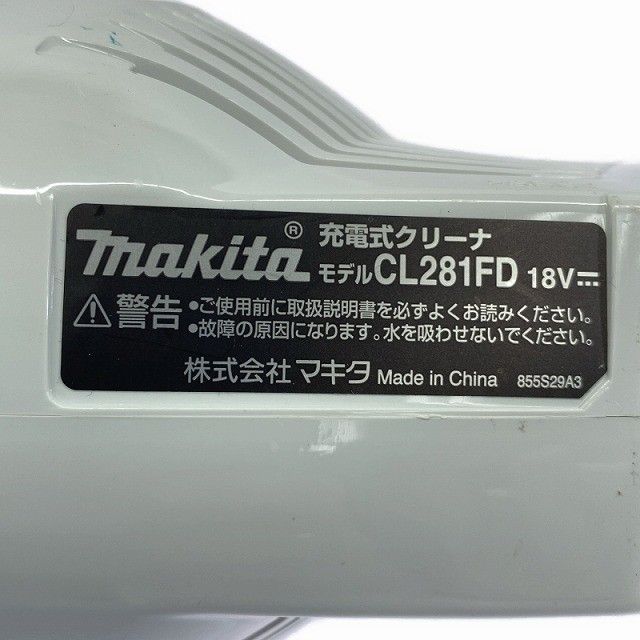 makita® 充電式クリーナ
モデルCL281FD 18V⎓
⚠警告 •ご使用前に取扱説明書を必ずよくお読みください。
•故障の原因になります。水を吸わせないでください。
株式会社 マキタ Made in China 855S29A3